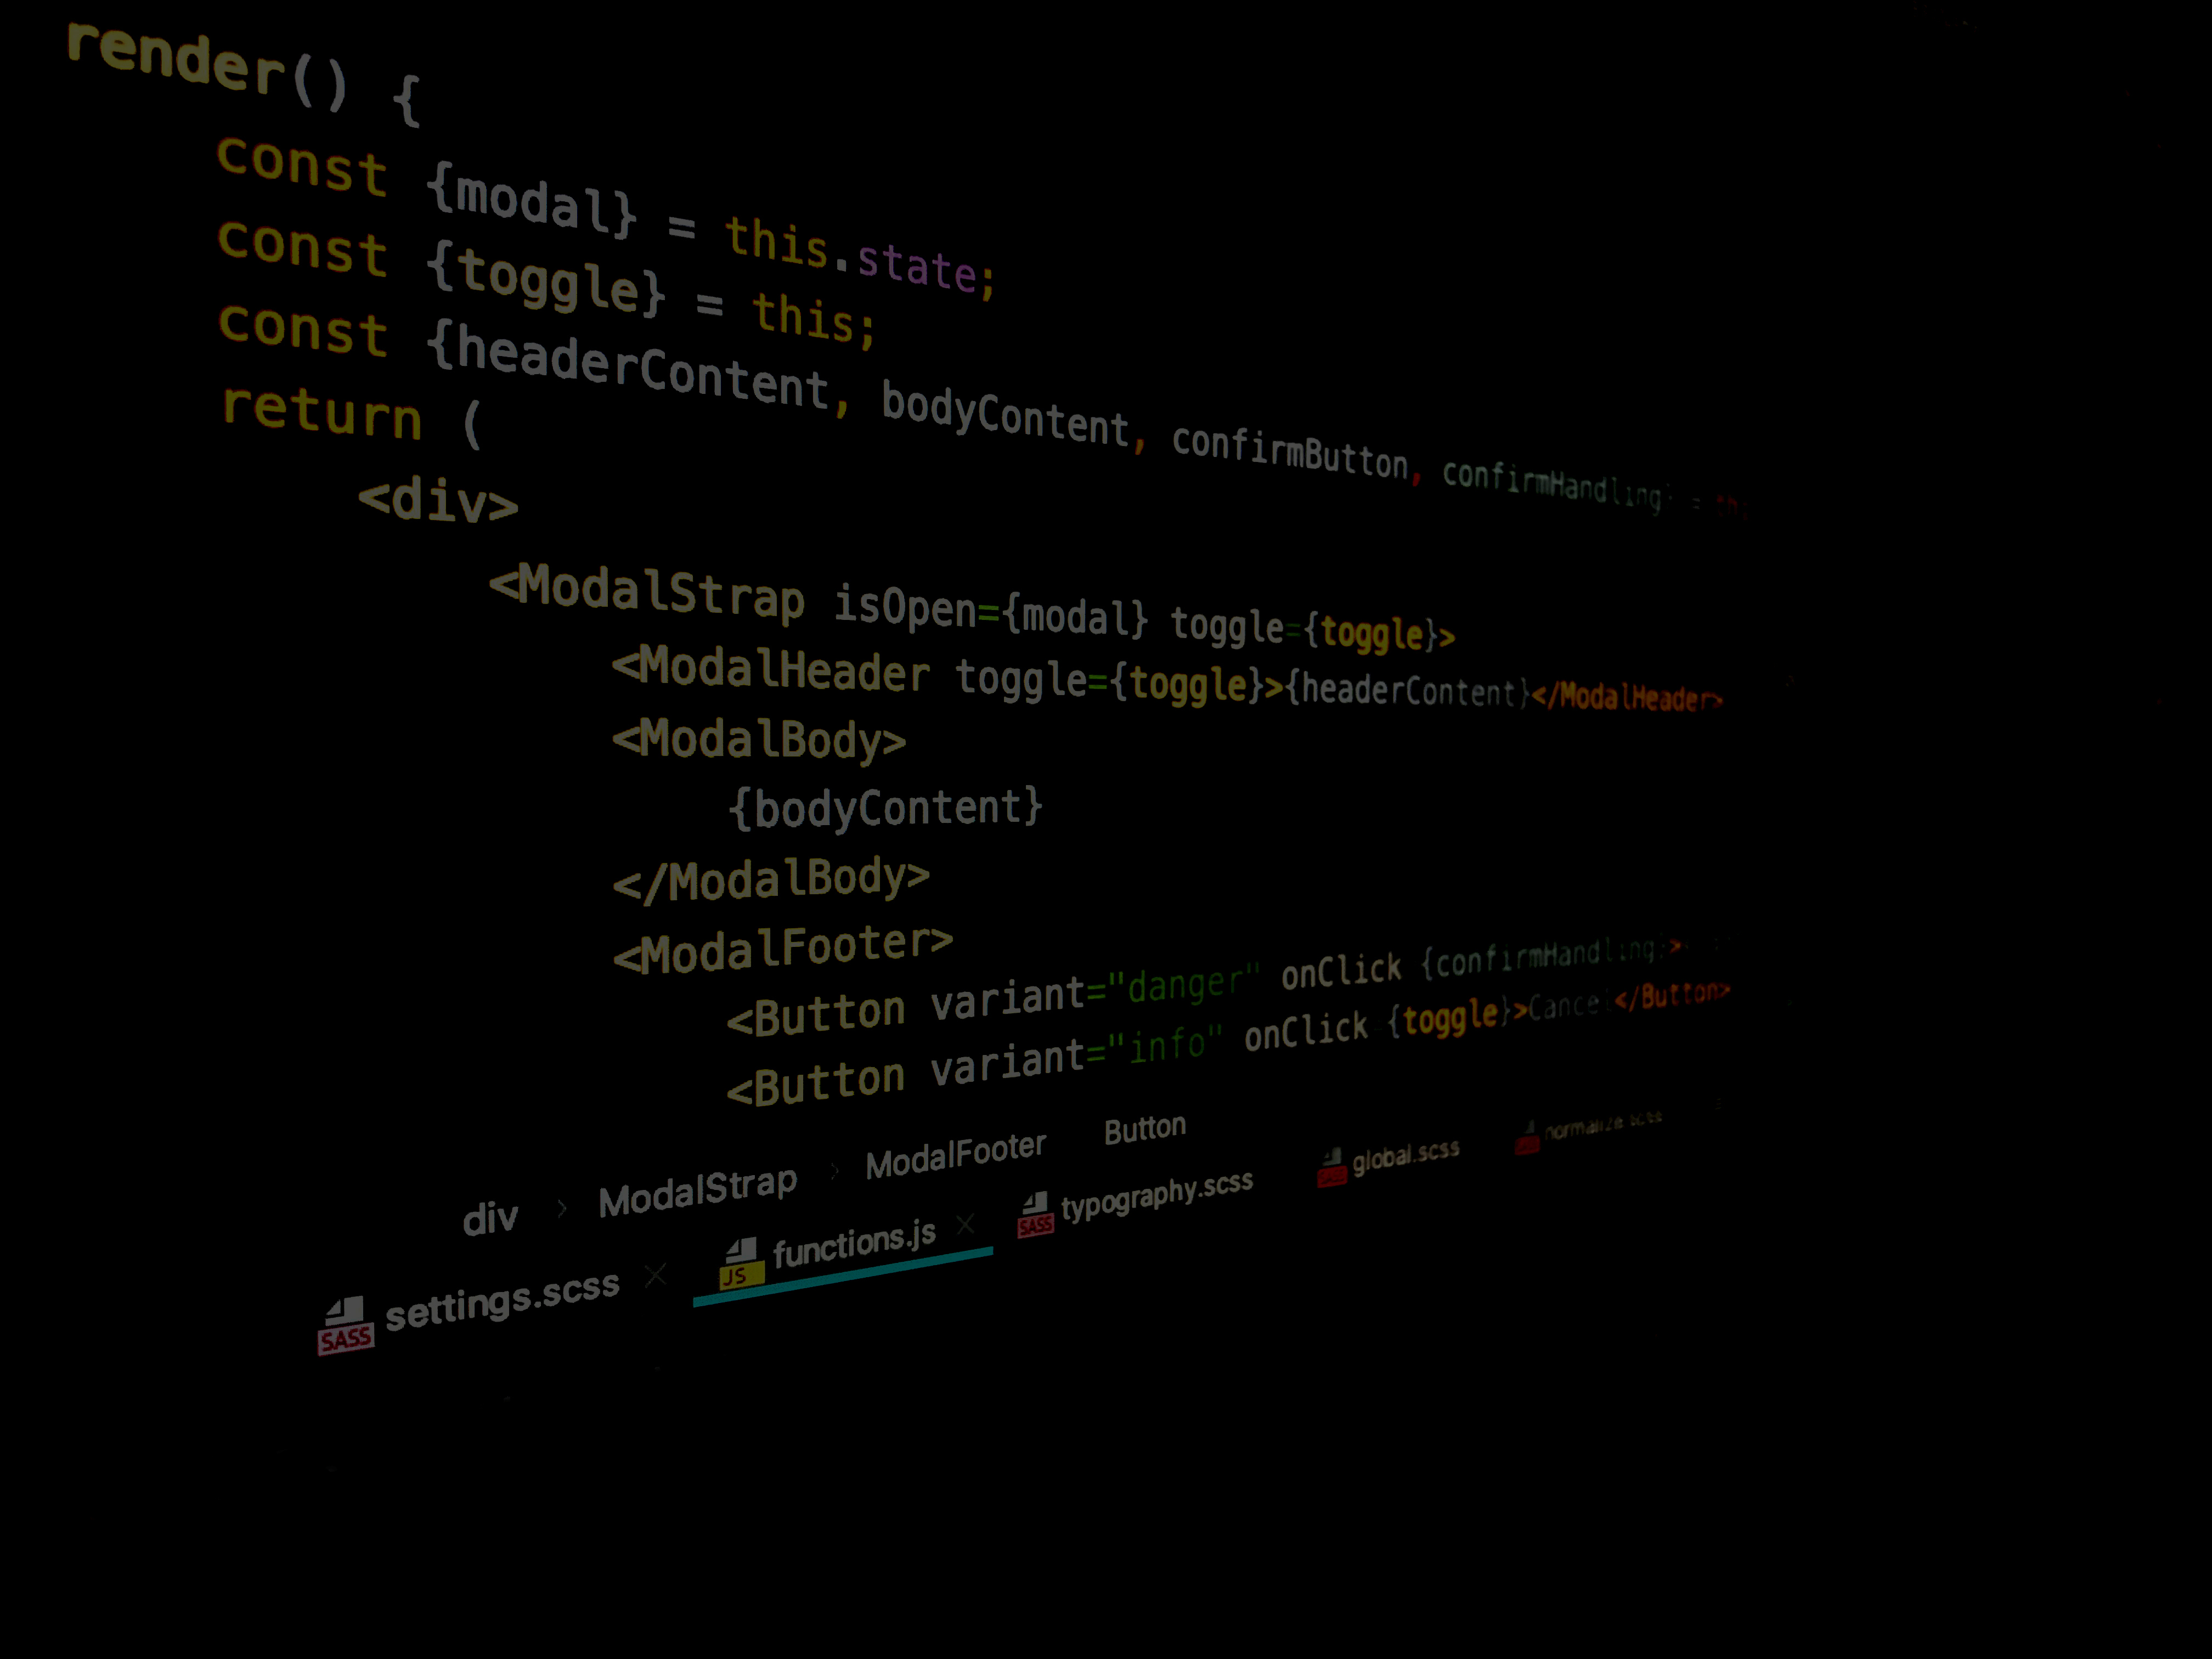 render() {
const {modal} = this.state;
const {toggle} = this;
const {headerContent, bodyContent, confirmButton, confirmHandling} =
return (
<div>
<ModalStrap isOpen={modal} toggle={toggle}>
<ModalHeader toggle={toggle}>{headerContent}</ModalHeader>
<ModalBody>
{bodyContent}
</ModalBody>
<ModalFooter>
<Button variant="danger" onClick {confirmHandling}>
<Button variant="info" onClick {toggle}>Cancel</Button>
div > ModalStrap > ModalFooter Button
SASS settings.scss × JS functions.js × SASS typography.scss SASS global.scss normalize.scss